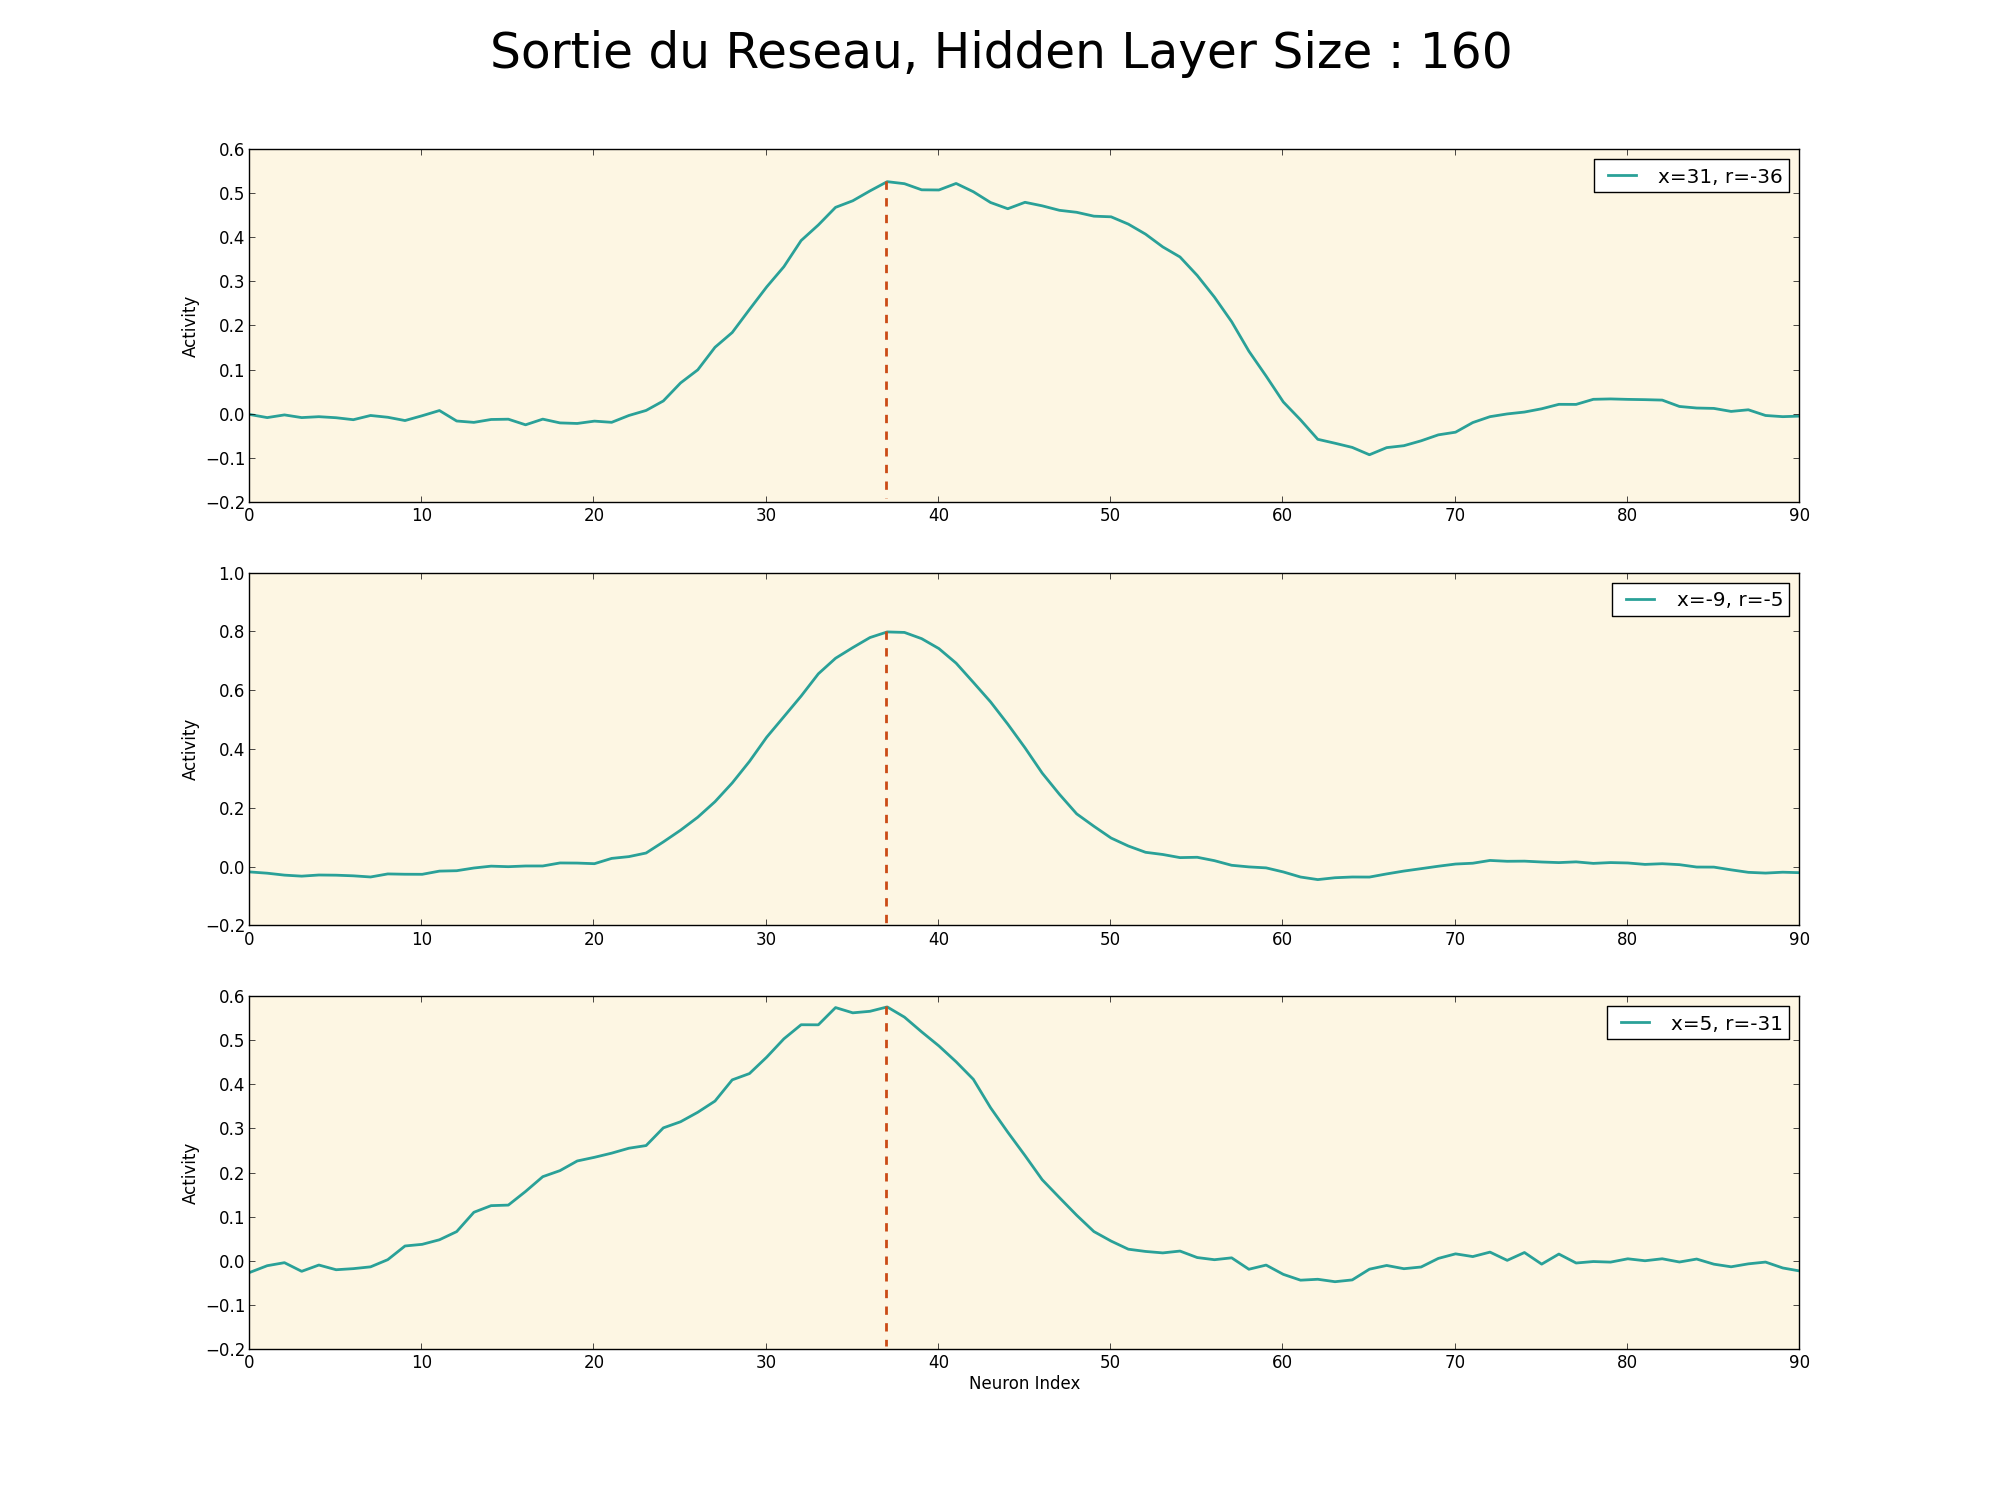 Sortie du Reseau, Hidden Layer Size : 160
0.6
0.5
0.4
0.3
0.2
0.1
0.0
−0.1
−0.2
Activity
x=31, r=-36
0 10 20 30 40 50 60 70 80 90
1.0
0.8
0.6
0.4
0.2
0.0
−0.2
Activity
x=-9, r=-5
0 10 20 30 40 50 60 70 80 90
0.6
0.5
0.4
0.3
0.2
0.1
0.0
−0.1
−0.2
Activity
x=5, r=-31
0 10 20 30 40 50 60 70 80 90
Neuron Index